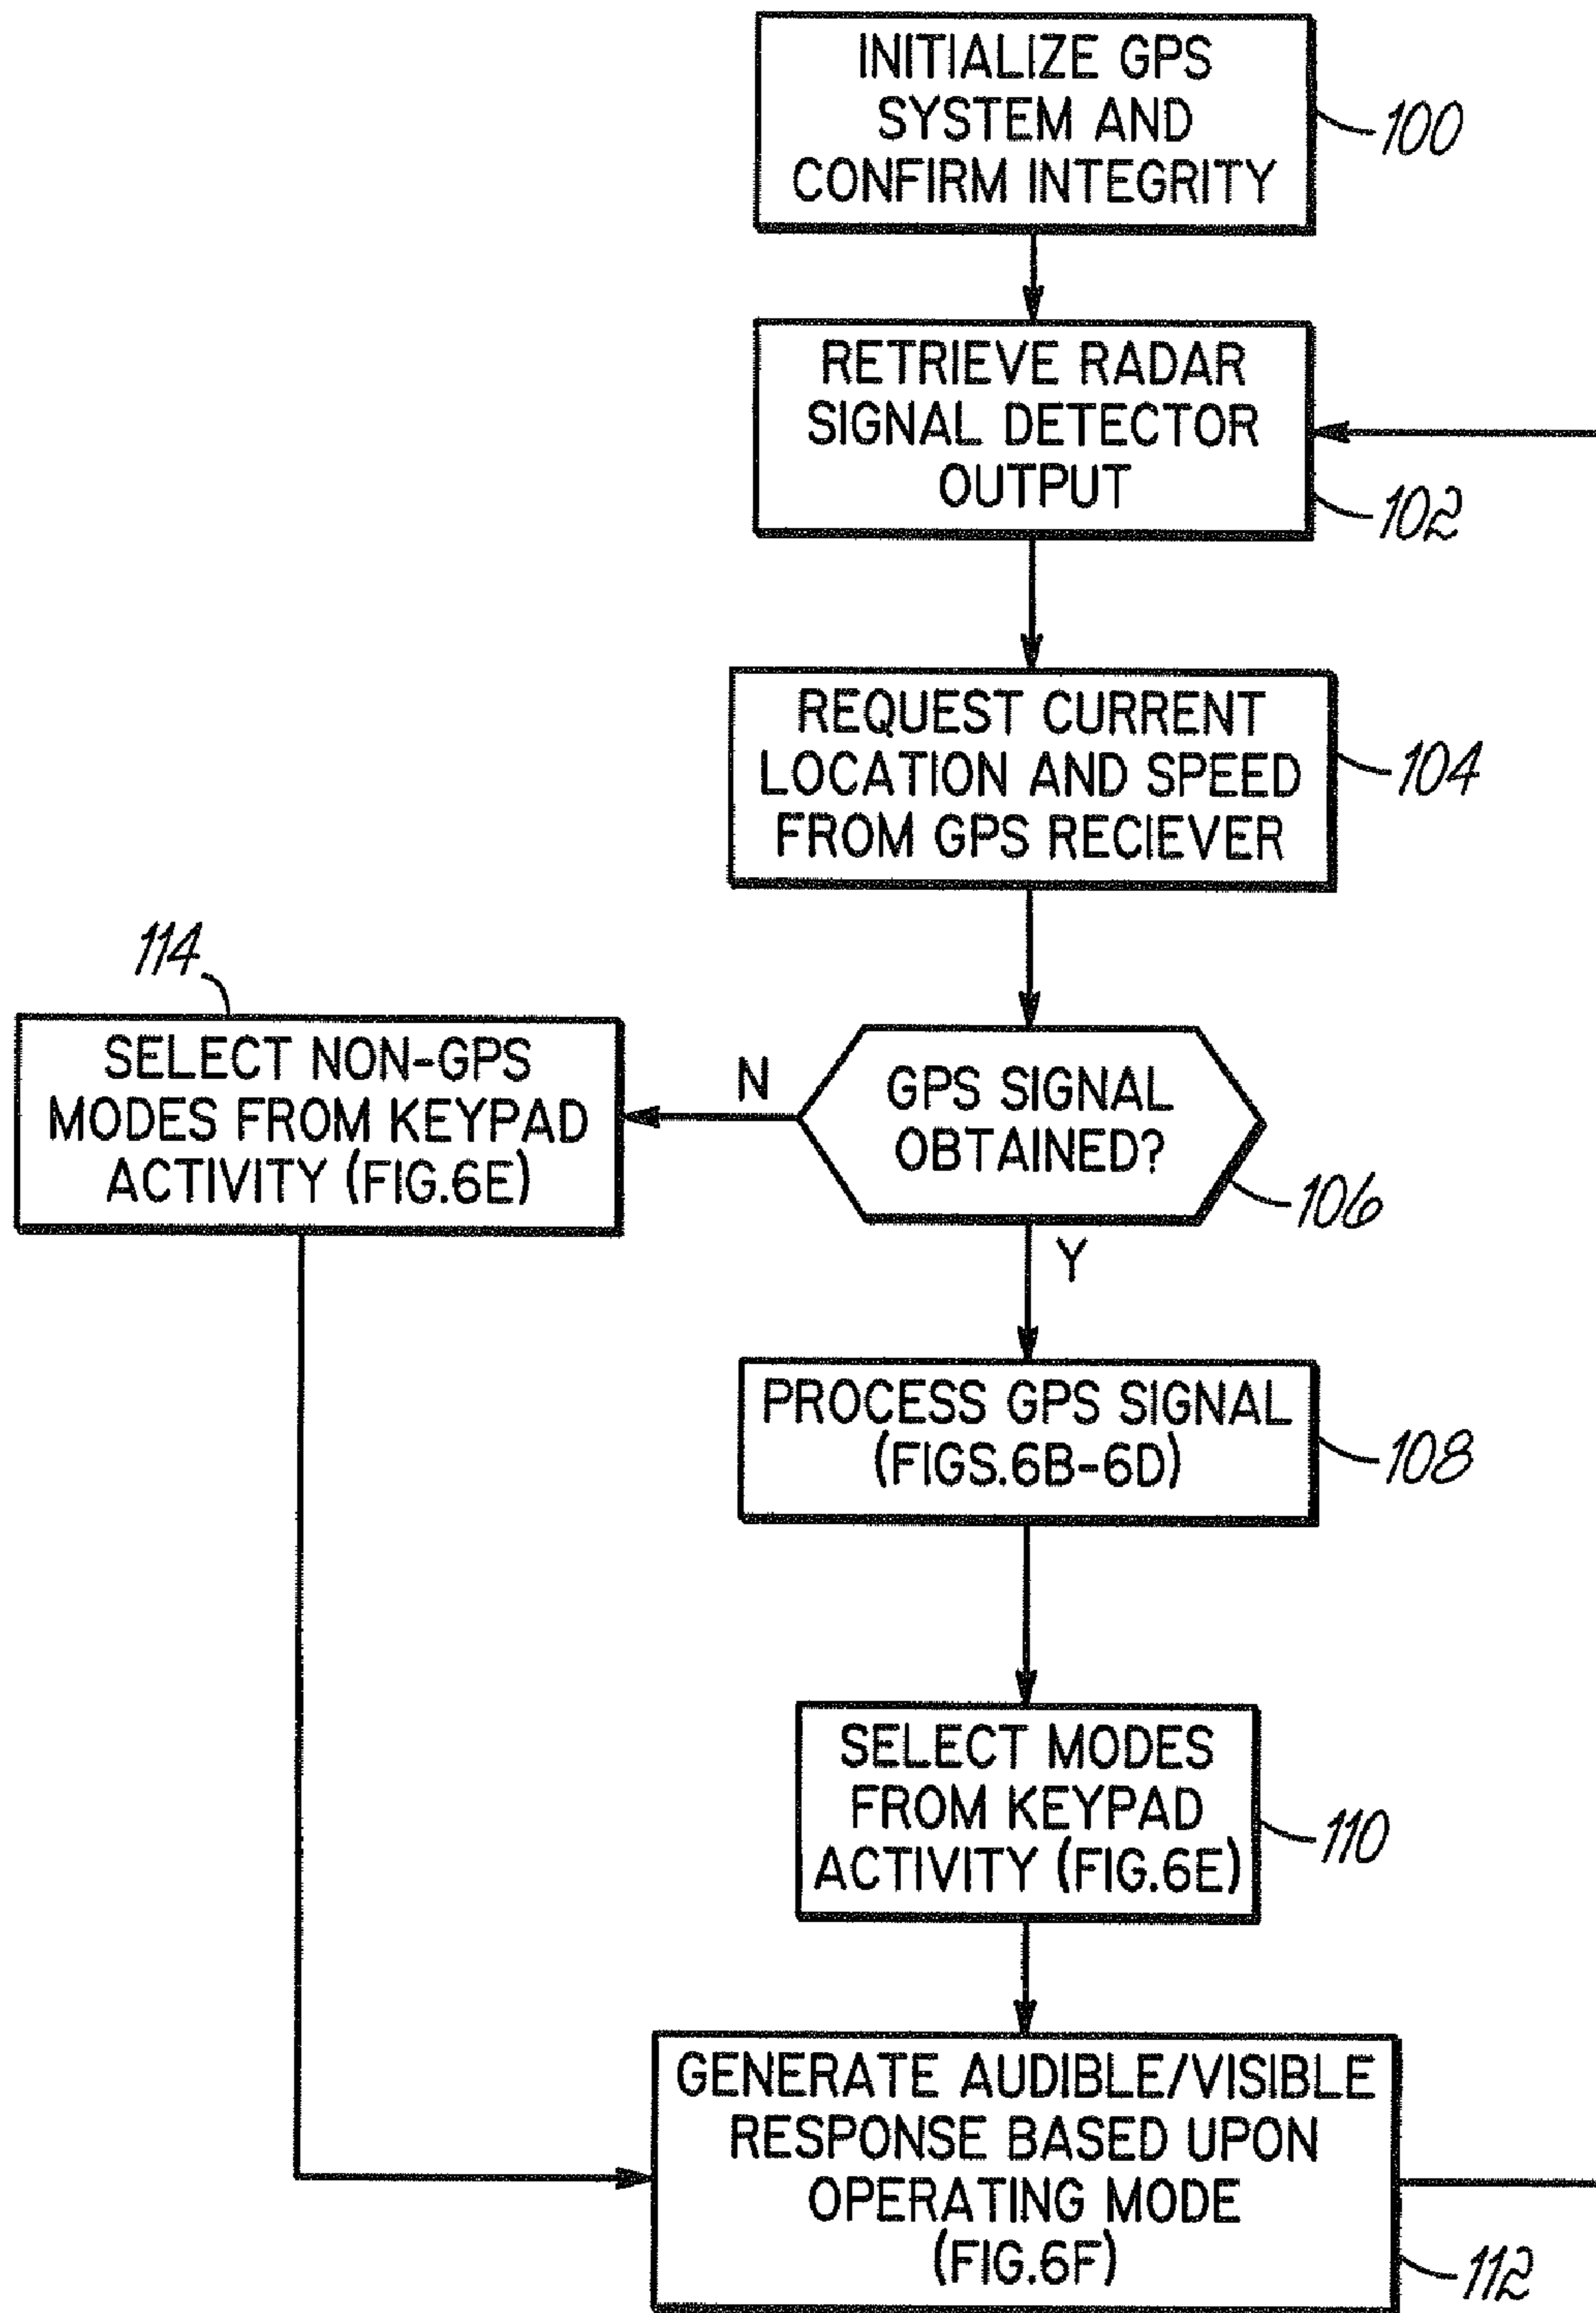 INITIALIZE GPS
SYSTEM AND
CONFIRM INTEGRITY
100
RETRIEVE RADAR
SIGNAL DETECTOR
OUTPUT
102
REQUEST CURRENT
LOCATION AND SPEED
FROM GPS RECIEVER
104
114
SELECT NON-GPS
MODES FROM KEYPAD
ACTIVITY (FIG.6E)
N
GPS SIGNAL
OBTAINED?
106
Y
PROCESS GPS SIGNAL
(FIGS.6B-6D)
108
SELECT MODES
FROM KEYPAD
ACTIVITY (FIG.6E)
110
GENERATE AUDIBLE/VISIBLE
RESPONSE BASED UPON
OPERATING MODE
(FIG.6F)
112